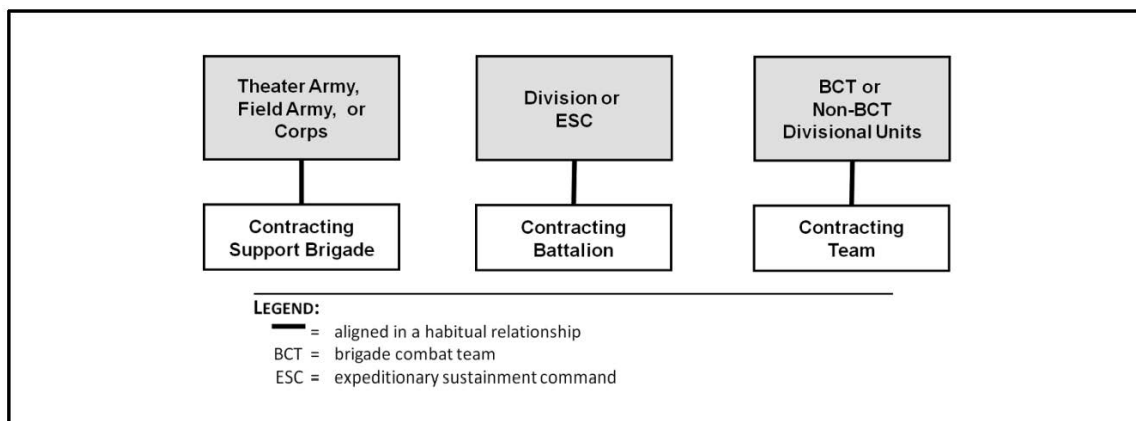 Theater Army,
Field Army, or
Corps
Division or
ESC
BCT or
Non-BCT
Divisional Units
Contracting
Support Brigade
Contracting
Battalion
Contracting
Team
LEGEND:
= aligned in a habitual relationship
BCT = brigade combat team
ESC = expeditionary sustainment command